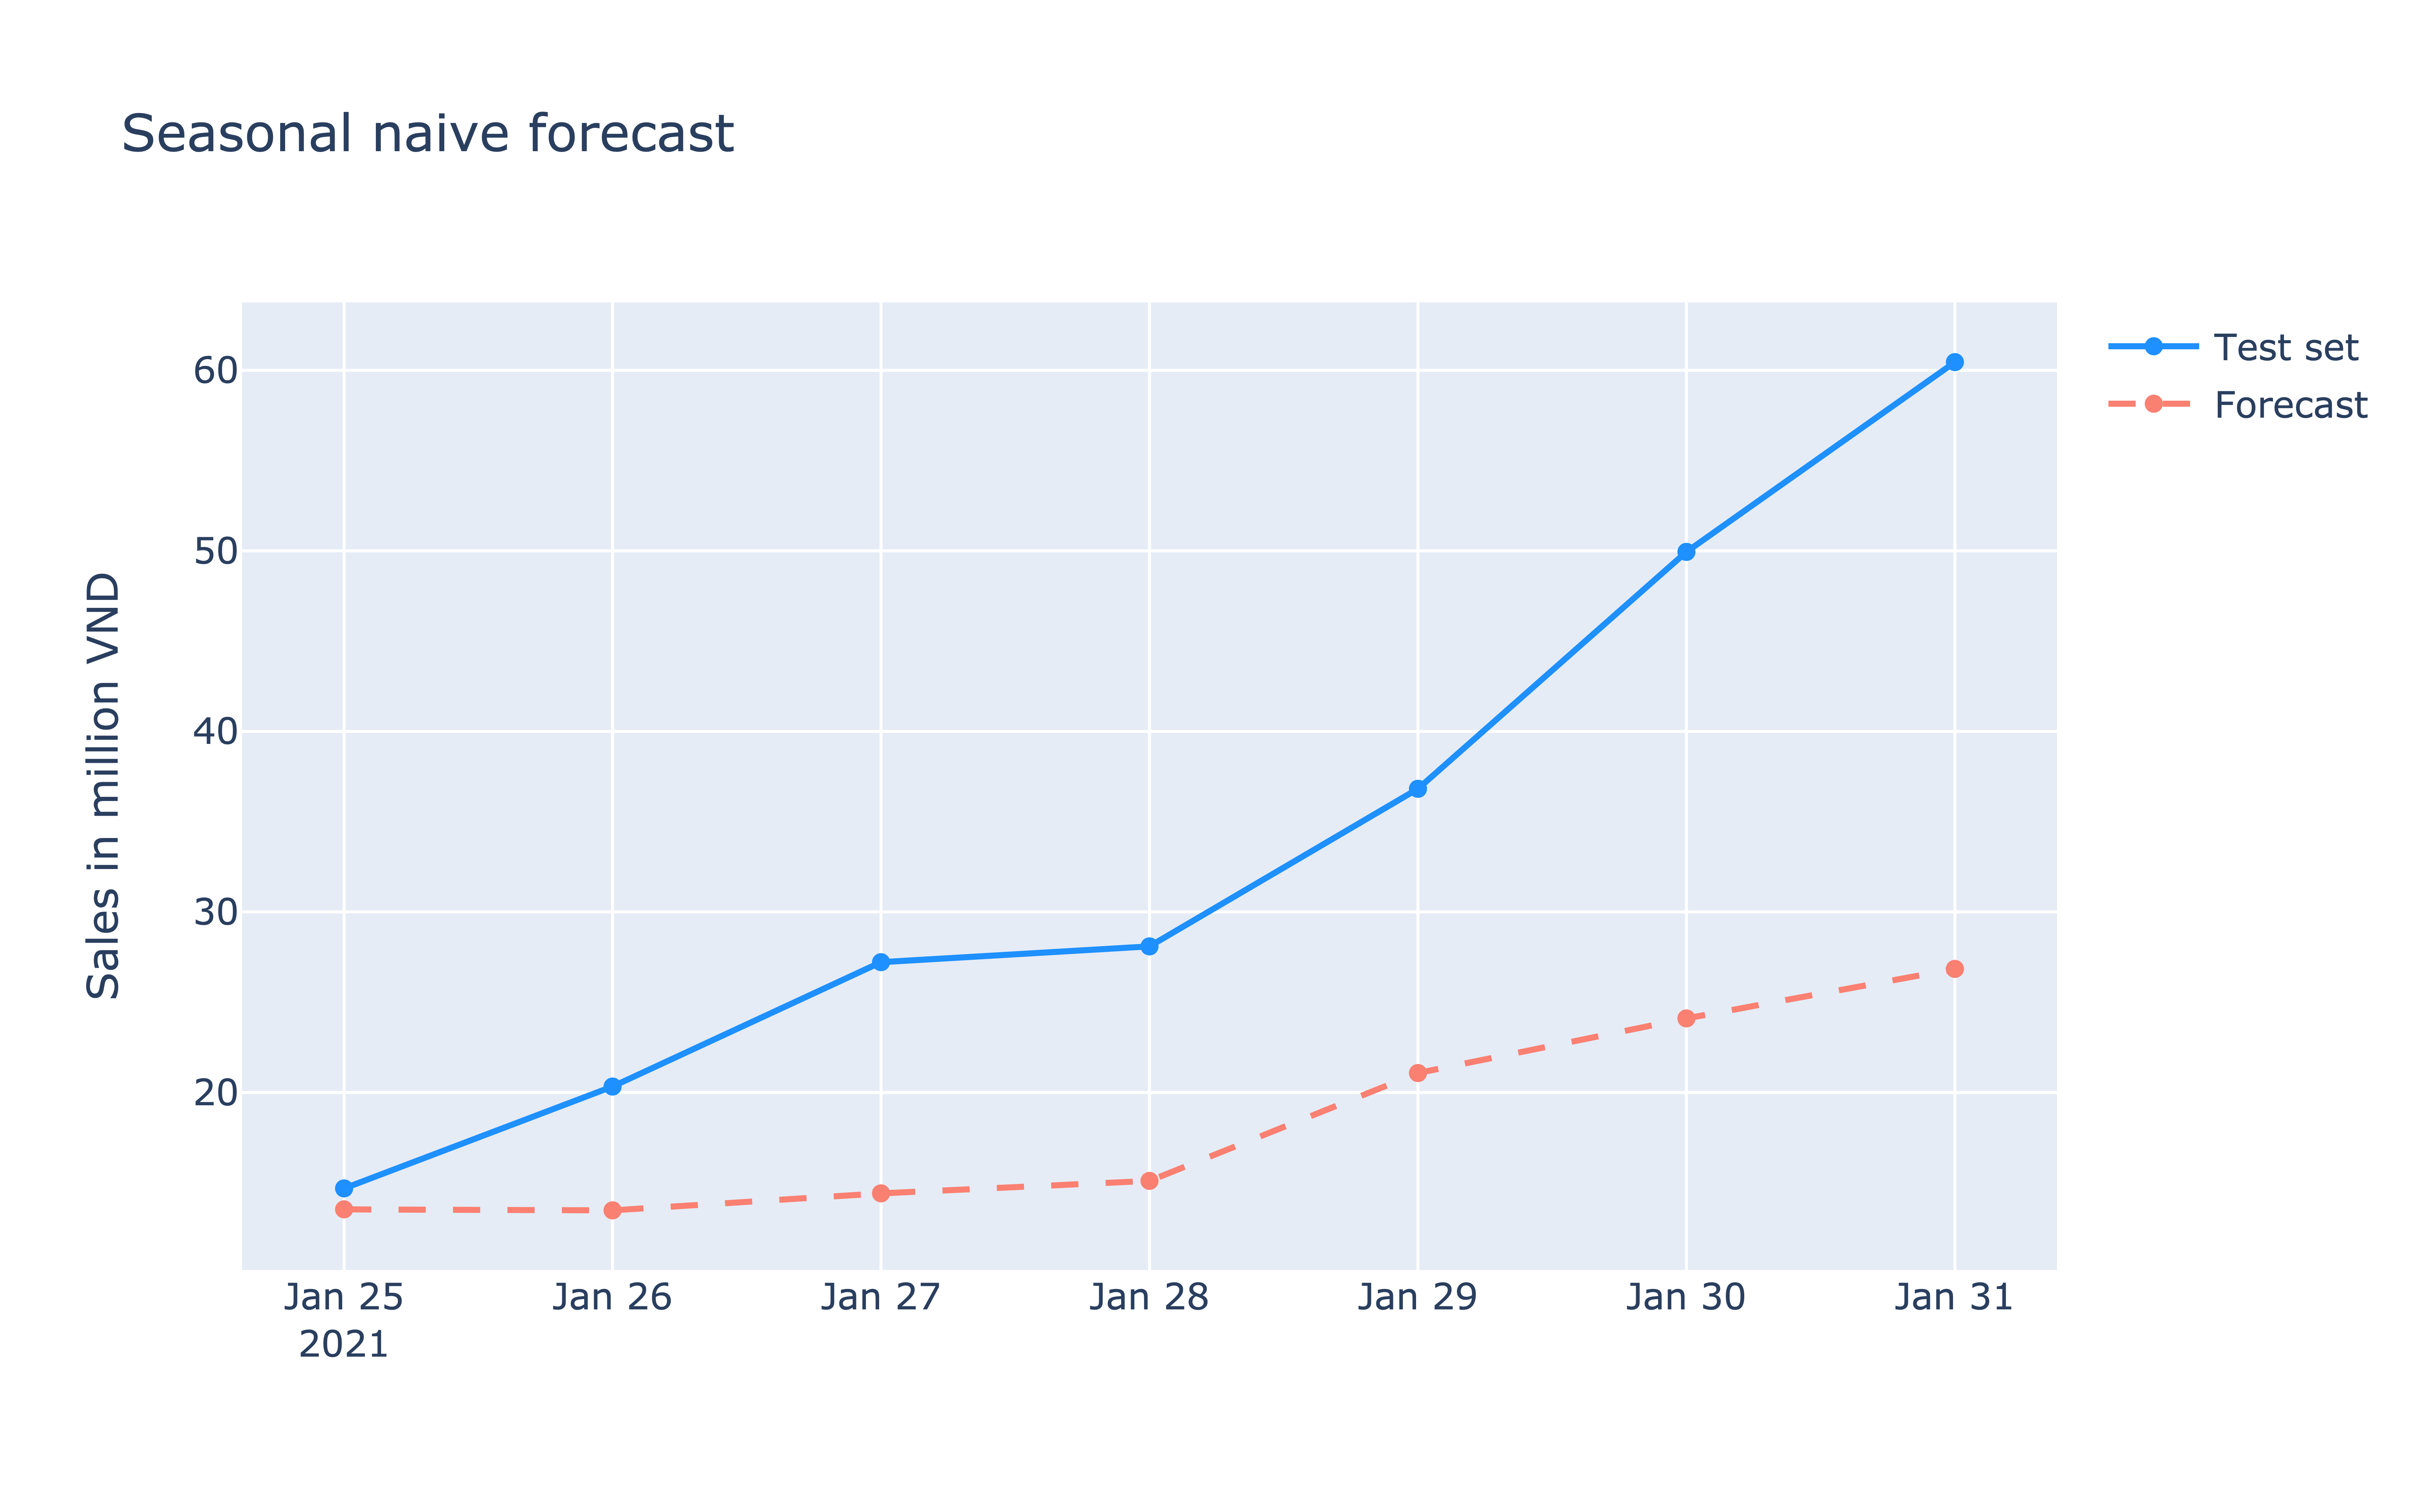 Seasonal naive forecast
Test set
Forecast
Sales in million VND
60
50
40
30
20
Jan 25
2021
Jan 26
Jan 27
Jan 28
Jan 29
Jan 30
Jan 31